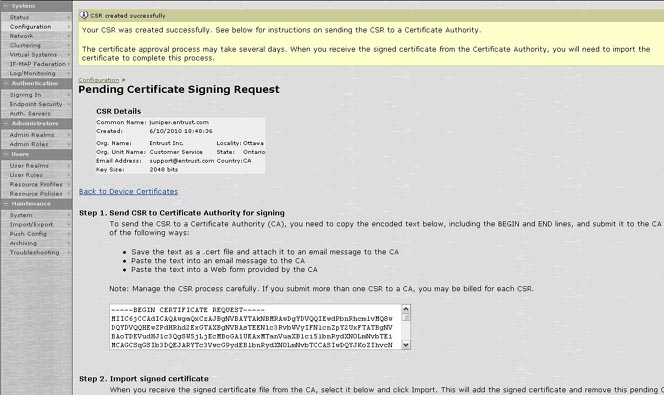 System
Status
Configuration
Network
Clustering
Virtual Systems
IF-MAP Federation
Log/Monitoring
Authentication
Signing In
Endpoint Security
Auth. Servers
Administrators
Admin Realms
Admin Roles
Users
User Realms
User Roles
Resource Profiles
Resource Policies
Maintenance
System
Import/Export
Push Config
Archiving
Troubleshooting
CSR created successfully
Your CSR was created successfully. See below for instructions on sending the CSR to a Certificate Authority.
The certificate approval process may take several days. When you receive the signed certificate from the Certificate Authority, you will need to import the
certificate to complete this process.
Configuration >
Pending Certificate Signing Request
CSR Details
Common Name: juniper.entrust.com
Created: 6/10/2010 18:48:36
Org. Name: Entrust Inc. Locality: Ottawa
Org. Unit Name: Customer Service State: Ontario
Email Address: support@entrust.com Country: CA
Key Size: 2048 bits
Back to Device Certificates
Step 1. Send CSR to Certificate Authority for signing
To send the CSR to a Certificate Authority (CA), you need to copy the encoded text below, including the BEGIN and END lines, and submit it to the CA
of the following ways:
• Save the text as a .cert file and attach it to an email message to the CA
• Paste the text into an email message to the CA
• Paste the text into a Web form provided by the CA
Note: Manage the CSR process carefully. If you submit more than one CSR to a CA, you may be billed for each CSR.
-----BEGIN CERTIFICATE REQUEST-----
Step 2. Import signed certificate
When you receive the signed certificate file from the CA, select it below and click Import. This will add the signed certificate and remove this pending C